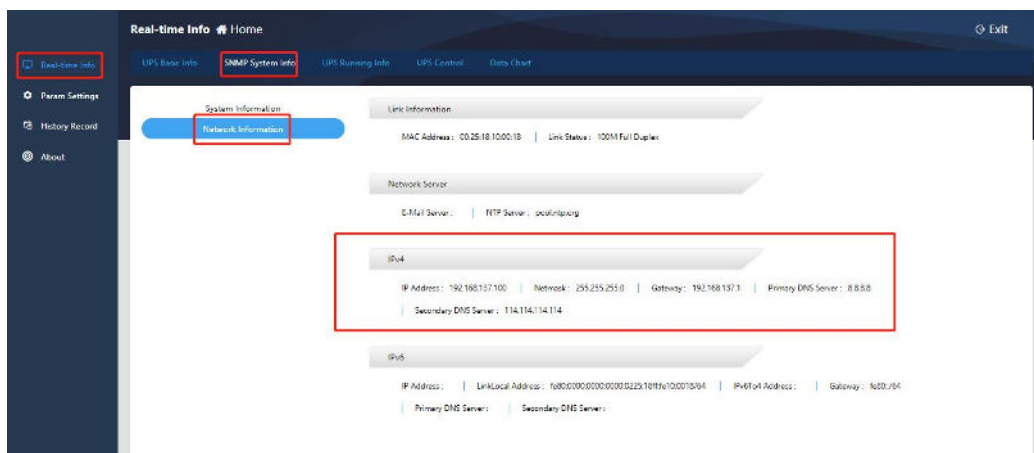 Real-time Info Home
Exit
Real-time Info
Param Settings
History Record
About
UPS Basic Info SNMP System Info UPS Running Info UPS Control Data Chart
System Information
Network Information
Link Information
MAC Address : 00:25:18:10:00:18 | Link Status : 100M Full Duplex
Network Server
E-Mail Server : | NTP Server : pool.ntp.org
IPv4
IP Address : 192.168.137.100 | Netmask : 255.255.255.0 | Gateway : 192.168.137.1 | Primary DNS Server : 8.8.8.8
| Secondary DNS Server : 114.114.114.114
IPv6
IP Address : | LinkLocal Address : fe80:0000:0000:0000:0225:18ff:fe10:0018/64 | IPv6To4 Address : | Gateway : fe80::/64
| Primary DNS Server : | Secondary DNS Server :